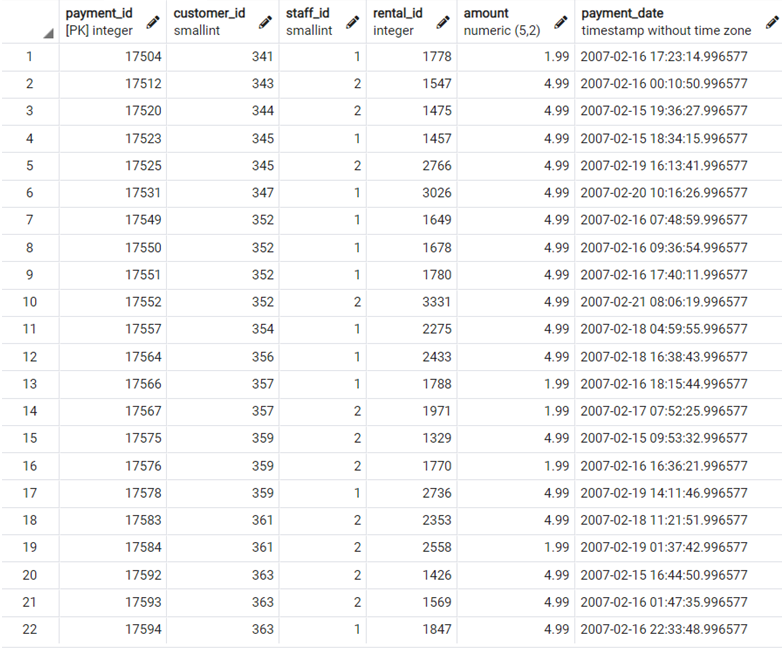 payment_id customer_id staff_id rental_id amount payment_date
[PK] integer smallint smallint integer numeric (5,2) timestamp without time zone
1 17504 341 1 1778 1.99 2007-02-16 17:23:14.996577
2 17512 343 2 1547 4.99 2007-02-16 00:10:50.996577
3 17520 344 2 1475 4.99 2007-02-15 19:36:27.996577
4 17523 345 1 1457 4.99 2007-02-15 18:34:15.996577
5 17525 345 2 2766 4.99 2007-02-19 16:13:41.996577
6 17531 347 1 3026 4.99 2007-02-20 10:16:26.996577
7 17549 352 1 1649 4.99 2007-02-16 07:48:59.996577
8 17550 352 1 1678 4.99 2007-02-16 09:36:54.996577
9 17551 352 1 1780 4.99 2007-02-16 17:40:11.996577
10 17552 352 2 3331 4.99 2007-02-21 08:06:19.996577
11 17557 354 1 2275 4.99 2007-02-18 04:59:55.996577
12 17564 356 1 2433 4.99 2007-02-18 16:38:43.996577
13 17566 357 1 1788 1.99 2007-02-16 18:15:44.996577
14 17567 357 2 1971 1.99 2007-02-17 07:52:25.996577
15 17575 359 2 1329 4.99 2007-02-15 09:53:32.996577
16 17576 359 2 1770 1.99 2007-02-16 16:36:21.996577
17 17578 359 1 2736 4.99 2007-02-19 14:11:46.996577
18 17583 361 2 2353 4.99 2007-02-18 11:21:51.996577
19 17584 361 2 2558 1.99 2007-02-19 01:37:42.996577
20 17592 363 2 1426 4.99 2007-02-15 16:44:50.996577
21 17593 363 2 1569 4.99 2007-02-16 01:47:35.996577
22 17594 363 1 1847 4.99 2007-02-16 22:33:48.996577